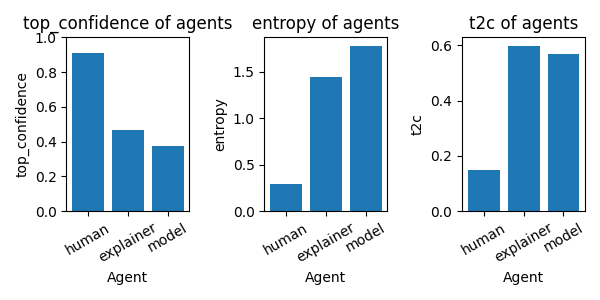 top_confidence of agents
top_confidence
1.0
0.8
0.6
0.4
0.2
0.0
human
explainer
model
Agent
entropy of agents
entropy
1.5
1.0
0.5
0.0
human
explainer
model
Agent
t2c of agents
t2c
0.6
0.4
0.2
0.0
human
explainer
model
Agent